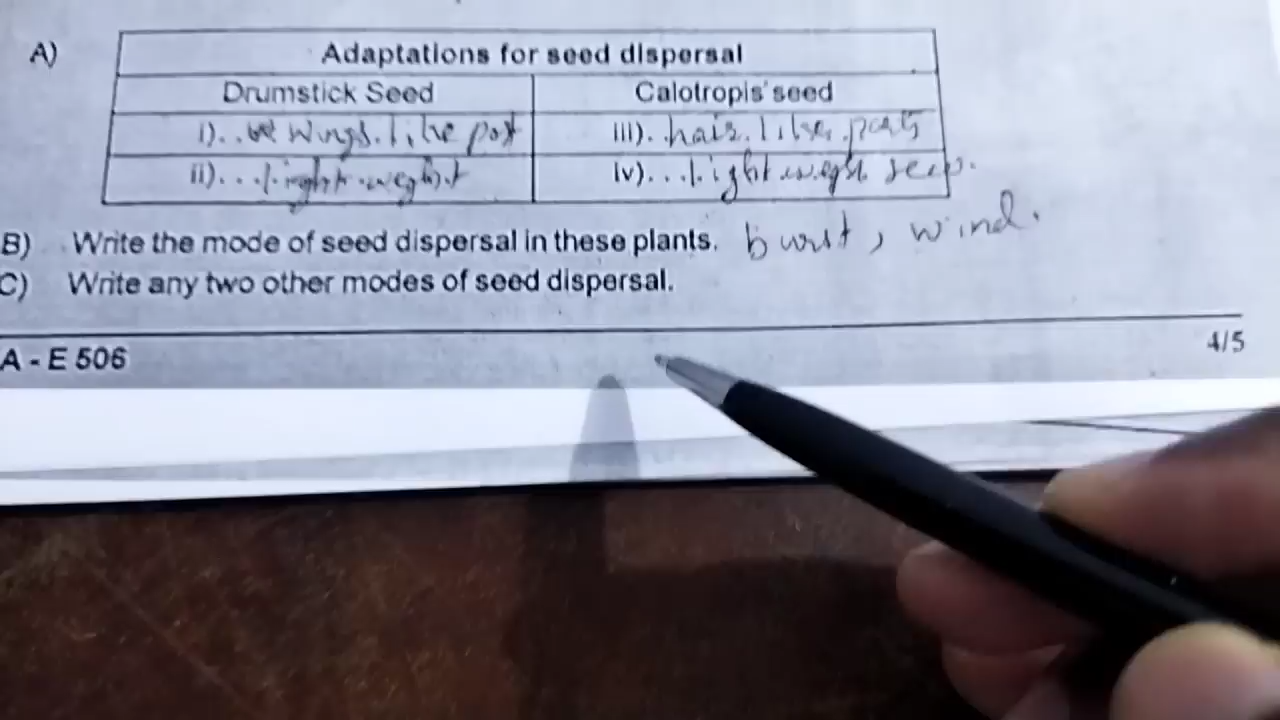 A)
Adaptations for seed dispersal
Drumstick Seed Calotropis' seed
i).. wings like part iii). hair like parts
ii)... light weight iv)... light weight seed.
B) Write the mode of seed dispersal in these plants. burst, wind.
C) Write any two other modes of seed dispersal.
A - E 506 4/5